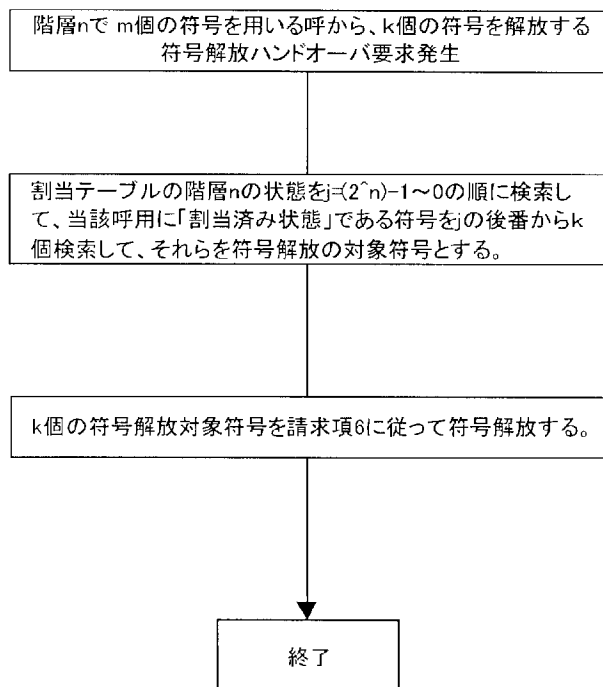 階層nで m個の符号を用いる呼から、k個の符号を解放する
符号解放ハンドオーバ要求発生
割当テーブルの階層nの状態をj=(2^n)-1～0の順に検索し
て、当該呼用に「割当済み状態」である符号をjの後番からk
個検索して、それらを符号解放の対象符号とする。
k個の符号解放対象符号を請求項6に従って符号解放する。
終了